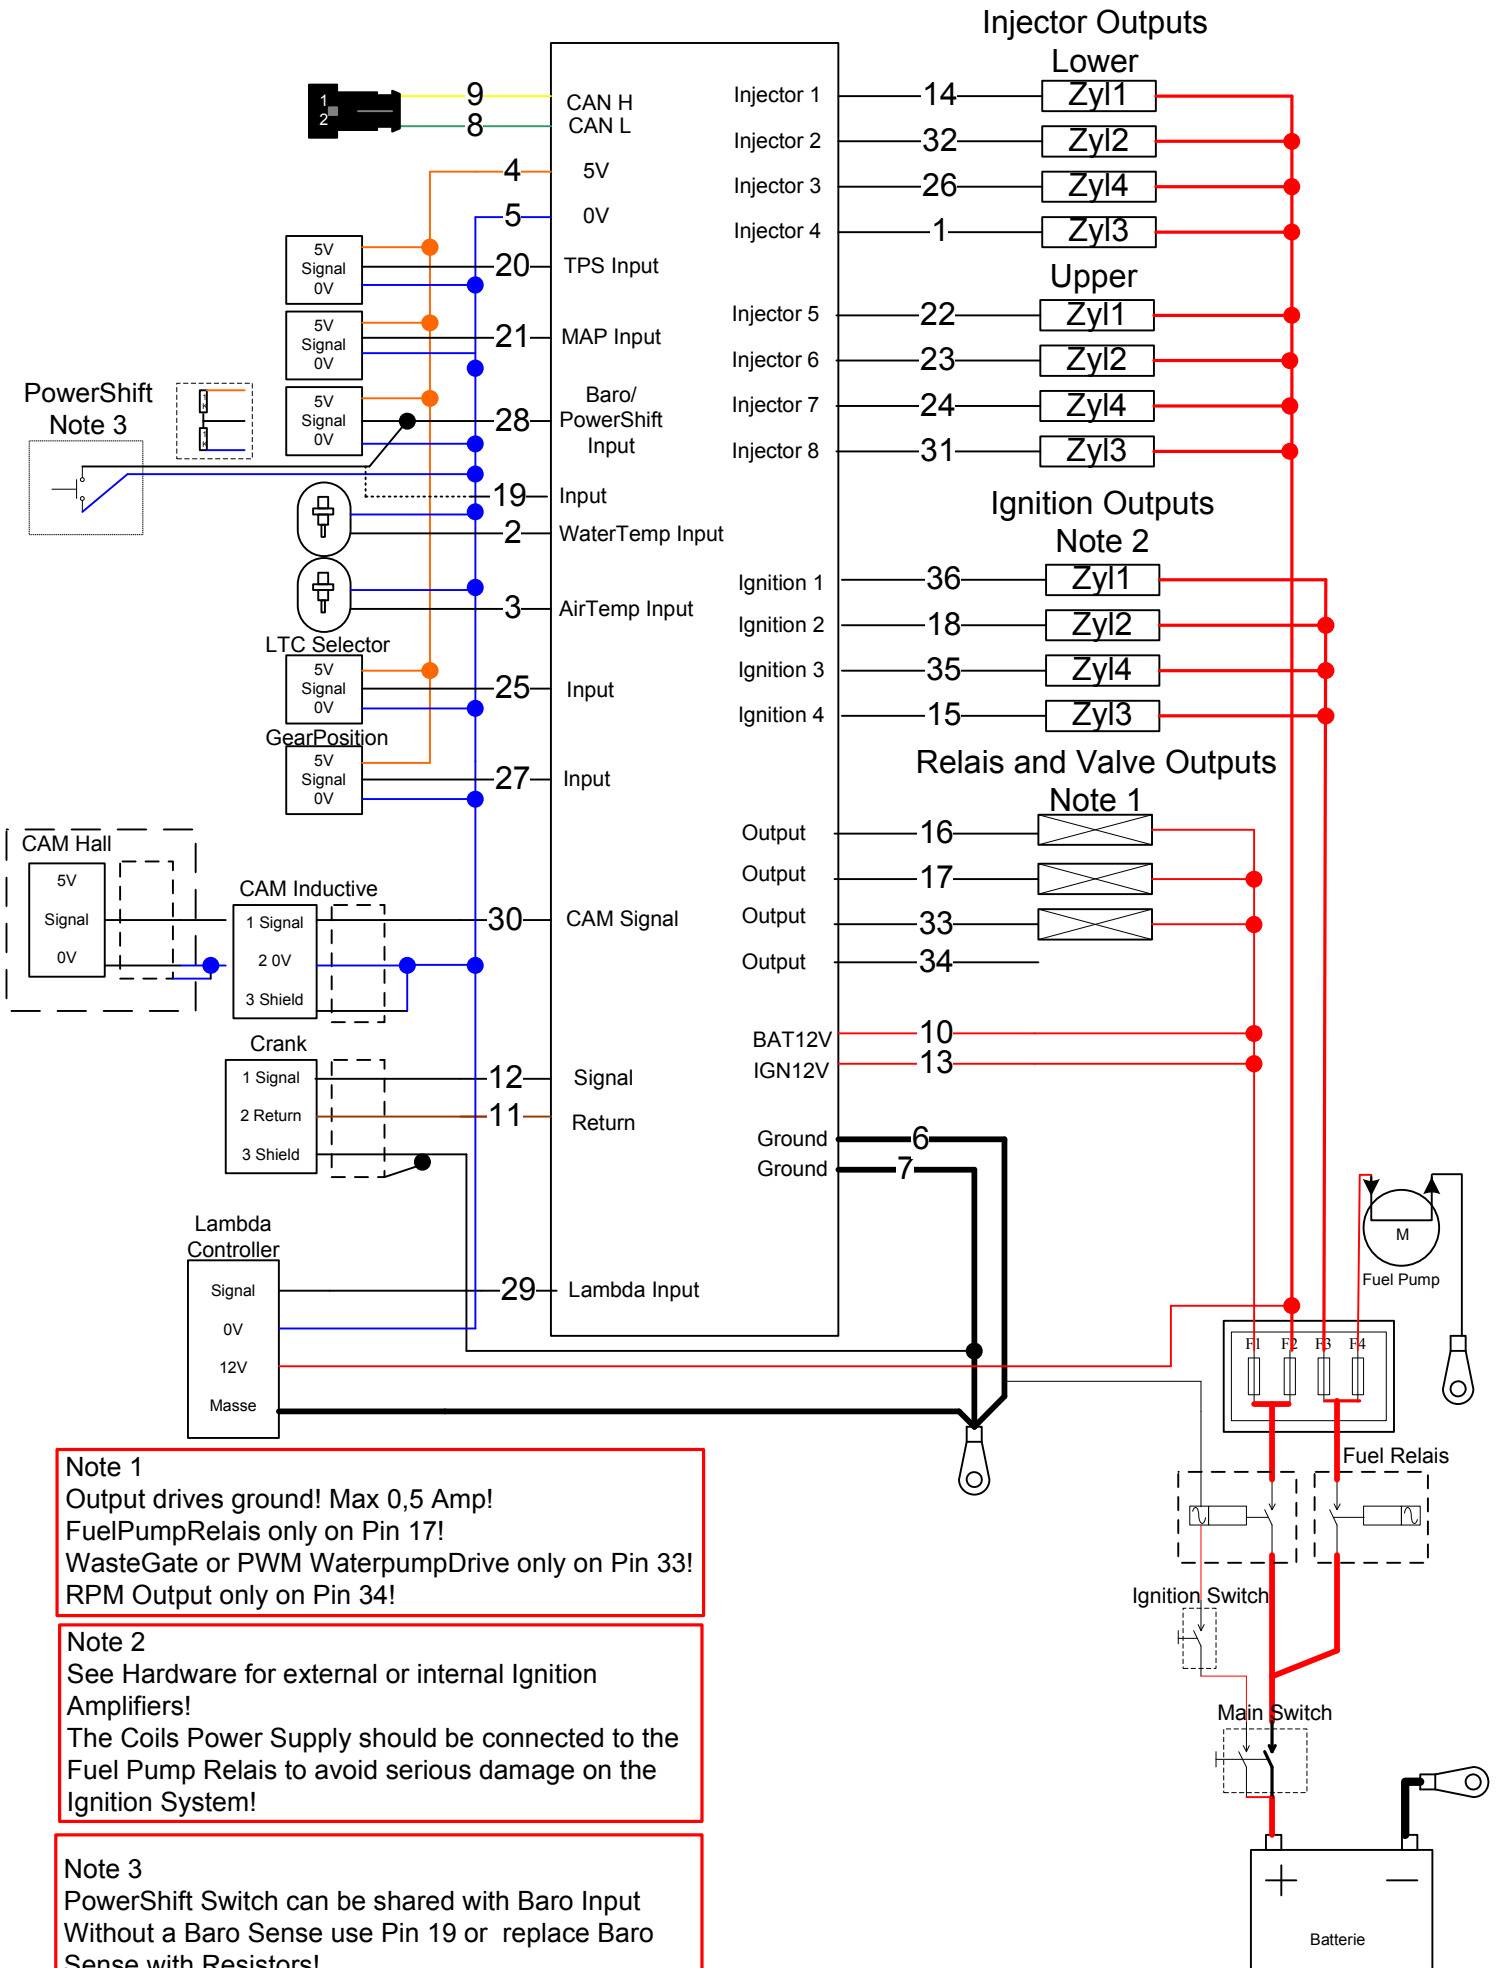 Injector Outputs
Lower
1
2
9
8
CAN H
CAN L
4
5V
5
0V
5V
Signal
0V
20
TPS Input
5V
Signal
0V
21
MAP Input
PowerShift
Note 3
5V
Signal
0V
28
Baro/
PowerShift
Input
19
Input
2
WaterTemp Input
3
AirTemp Input
LTC Selector
5V
Signal
0V
25
Input
GearPosition
5V
Signal
0V
27
Input
CAM Hall
5V
Signal
0V
CAM Inductive
1 Signal
2 0V
3 Shield
30
CAM Signal
Crank
1 Signal
2 Return
3 Shield
12
Signal
11
Return
Lambda
Controller
Signal
0V
12V
Masse
29
Lambda Input
Injector 1
14
Zyl1
Injector 2
32
Zyl2
Injector 3
26
Zyl4
Injector 4
1
Zyl3
Upper
Injector 5
22
Zyl1
Injector 6
23
Zyl2
Injector 7
24
Zyl4
Injector 8
31
Zyl3
Ignition Outputs
Note 2
Ignition 1
36
Zyl1
Ignition 2
18
Zyl2
Ignition 3
35
Zyl4
Ignition 4
15
Zyl3
Relais and Valve Outputs
Note 1
Output
16
Output
17
Output
33
Output
34
BAT12V
10
IGN12V
13
Ground
6
Ground
7
M
Fuel Pump
F1 F2 F3 F4
Fuel Relais
Ignition Switch
Main Switch
Batterie
Note 1
Output drives ground! Max 0,5 Amp!
FuelPumpRelais only on Pin 17!
WasteGate or PWM WaterpumpDrive only on Pin 33!
RPM Output only on Pin 34!
Note 2
See Hardware for external or internal Ignition
Amplifiers!
The Coils Power Supply should be connected to the
Fuel Pump Relais to avoid serious damage on the
Ignition System!
Note 3
PowerShift Switch can be shared with Baro Input
Without a Baro Sense use Pin 19 or replace Baro
Sense with Resistors!